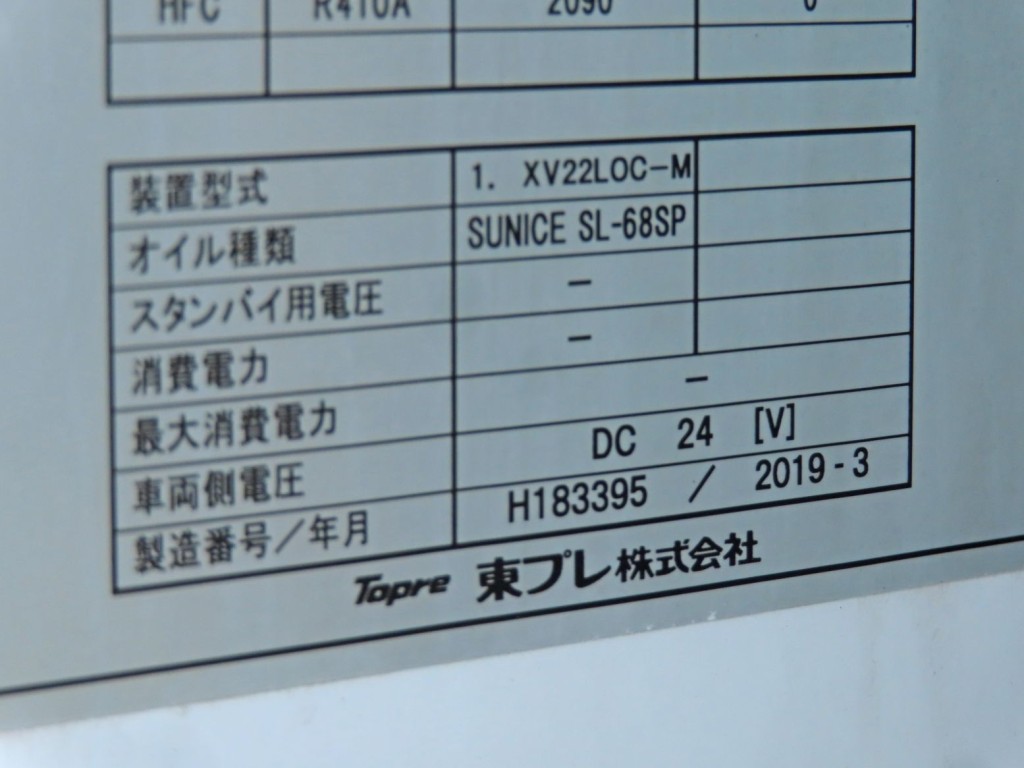 HFC R410A 2090 0
装置型式 1. XV22LOC-M
オイル種類 SUNICE SL-68SP
スタンバイ用電圧 －
消費電力 －
最大消費電力 －
車両側電圧 DC 24 [V]
製造番号／年月 H183395 ／ 2019-3
Topre 東プレ株式会社